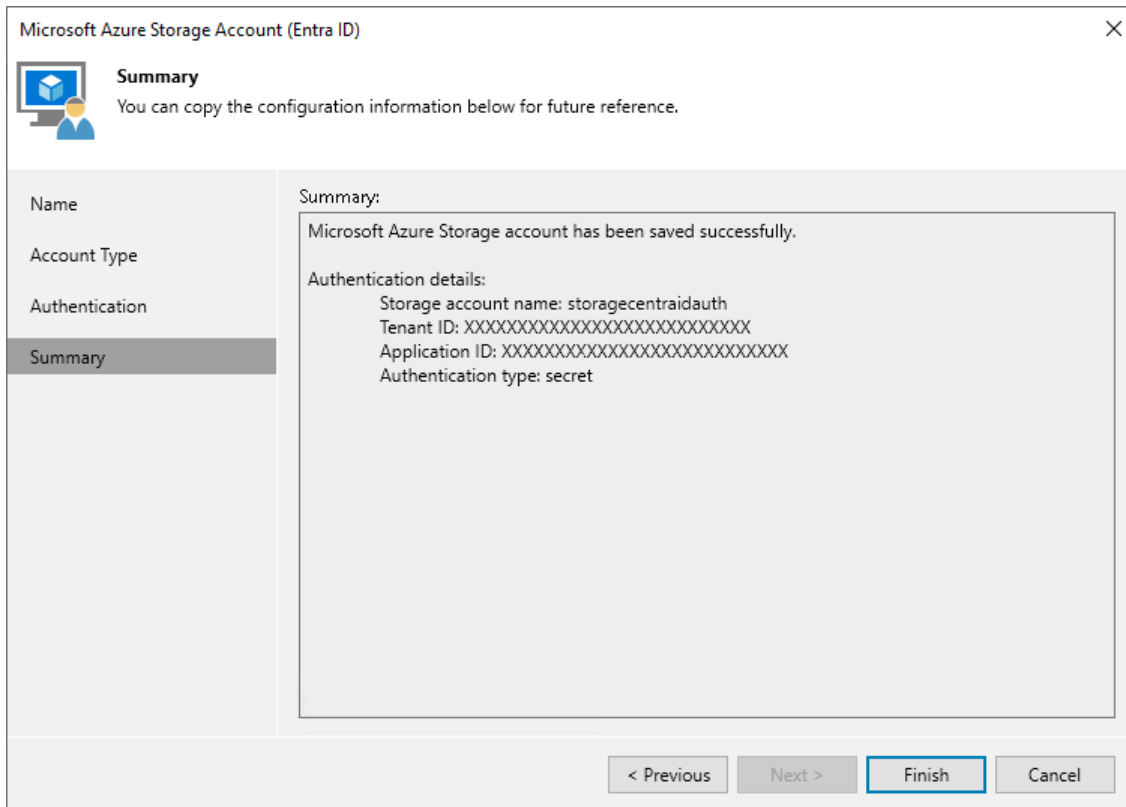 Microsoft Azure Storage Account (Entra ID)
Summary
You can copy the configuration information below for future reference.
Name
Account Type
Authentication
Summary
Summary:
Microsoft Azure Storage account has been saved successfully.
Authentication details:
Storage account name: storagecentraidauth
Tenant ID: XXXXXXXXXXXXXXXXXXXXXXXXXXX
Application ID: XXXXXXXXXXXXXXXXXXXXXXXXXXX
Authentication type: secret
< Previous
Next >
Finish
Cancel